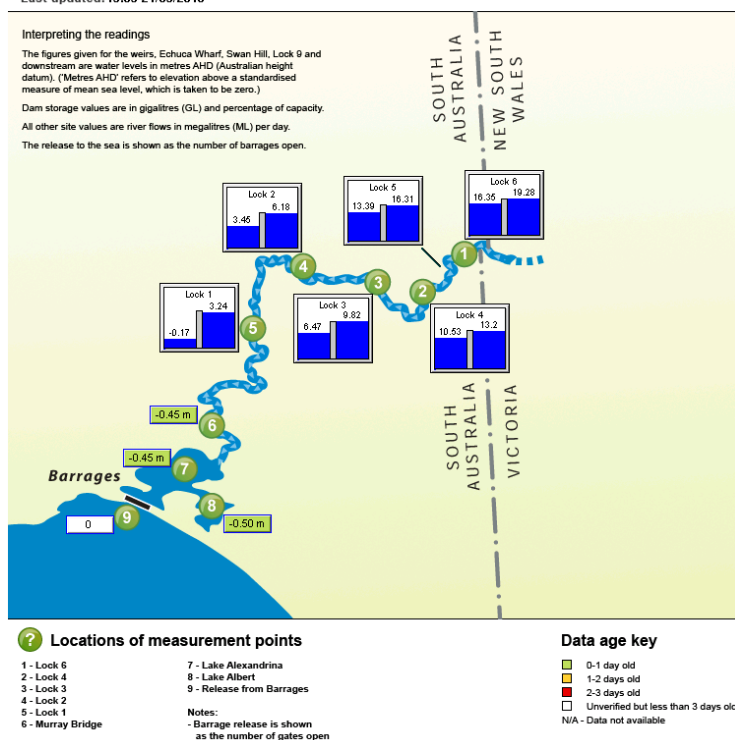 Interpreting the readings
The figures given for the weirs, Echuca Wharf, Swan Hill, Lock 9 and
downstream are water levels in metres AHD (Australian height
datum). ('Metres AHD' refers to elevation above a standardised
measure of mean sea level, which is taken to be zero.)
Dam storage values are in gigalitres (GL) and percentage of capacity.
All other site values are river flows in megalitres (ML) per day.
The release to the sea is shown as the number of barrages open.
SOUTH
AUSTRALIA
NEW SOUTH
WALES
Lock 6
16.35 19.28
Lock 5
13.39 16.31
Lock 2
3.45 6.18
1
4
3
2
Lock 1
-0.17 3.24
Lock 3
6.47 9.82
Lock 4
10.53 13.2
5
SOUTH
AUSTRALIA
VICTORIA
-0.45 m
6
-0.45 m
7
Barrages
8
-0.50 m
0
9
? Locations of measurement points
1 - Lock 6
2 - Lock 4
3 - Lock 3
4 - Lock 2
5 - Lock 1
6 - Murray Bridge
7 - Lake Alexandrina
8 - Lake Albert
9 - Release from Barrages
Notes:
- Barrage release is shown
as the number of gates open
Data age key
0-1 day old
1-2 days old
2-3 days old
Unverified but less than 3 days old
N/A - Data not available